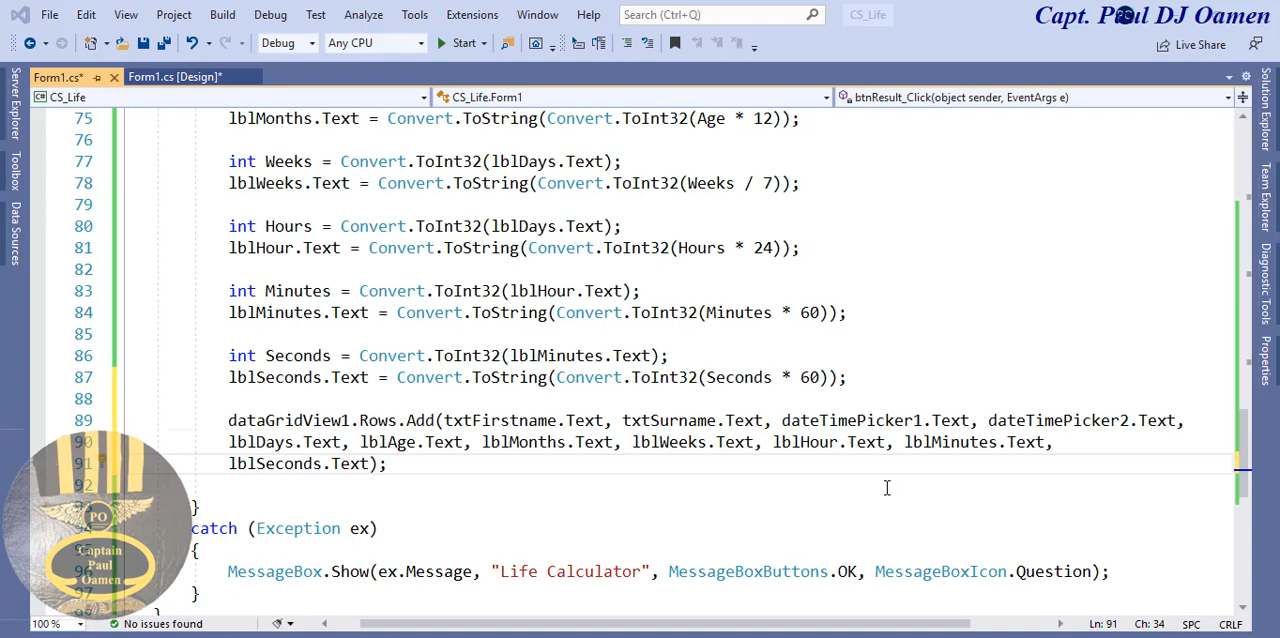 File Edit View Project Build Debug Test Analyze Tools Extensions Window Help Search (Ctrl+Q) CS_Life
Capt. Paul DJ Oamen
Debug Any CPU Start Live Share
Form1.cs* Form1.cs [Design]*
CS_Life CS_Life.Form1 btnResult_Click(object sender, EventArgs e)
Server Explorer
Toolbox
Data Sources
Solution Explorer
Team Explorer
Diagnostic Tools
Properties
75 lblMonths.Text = Convert.ToString(Convert.ToInt32(Age * 12));
76
77 int Weeks = Convert.ToInt32(lblDays.Text);
78 lblWeeks.Text = Convert.ToString(Convert.ToInt32(Weeks / 7));
79
80 int Hours = Convert.ToInt32(lblDays.Text);
81 lblHour.Text = Convert.ToString(Convert.ToInt32(Hours * 24));
82
83 int Minutes = Convert.ToInt32(lblHour.Text);
84 lblMinutes.Text = Convert.ToString(Convert.ToInt32(Minutes * 60));
85
86 int Seconds = Convert.ToInt32(lblMinutes.Text);
87 lblSeconds.Text = Convert.ToString(Convert.ToInt32(Seconds * 60));
88
89 dataGridView1.Rows.Add(txtFirstname.Text, txtSurname.Text, dateTimePicker1.Text, dateTimePicker2.Text,
90 lblDays.Text, lblAge.Text, lblMonths.Text, lblWeeks.Text, lblHour.Text, lblMinutes.Text,
91 lblSeconds.Text);
92
}
catch (Exception ex)
{
MessageBox.Show(ex.Message, "Life Calculator", MessageBoxButtons.OK, MessageBoxIcon.Question);
}
PO
Captain
Paul
Oamen
100 % No issues found Ln: 91 Ch: 34 SPC CRLF